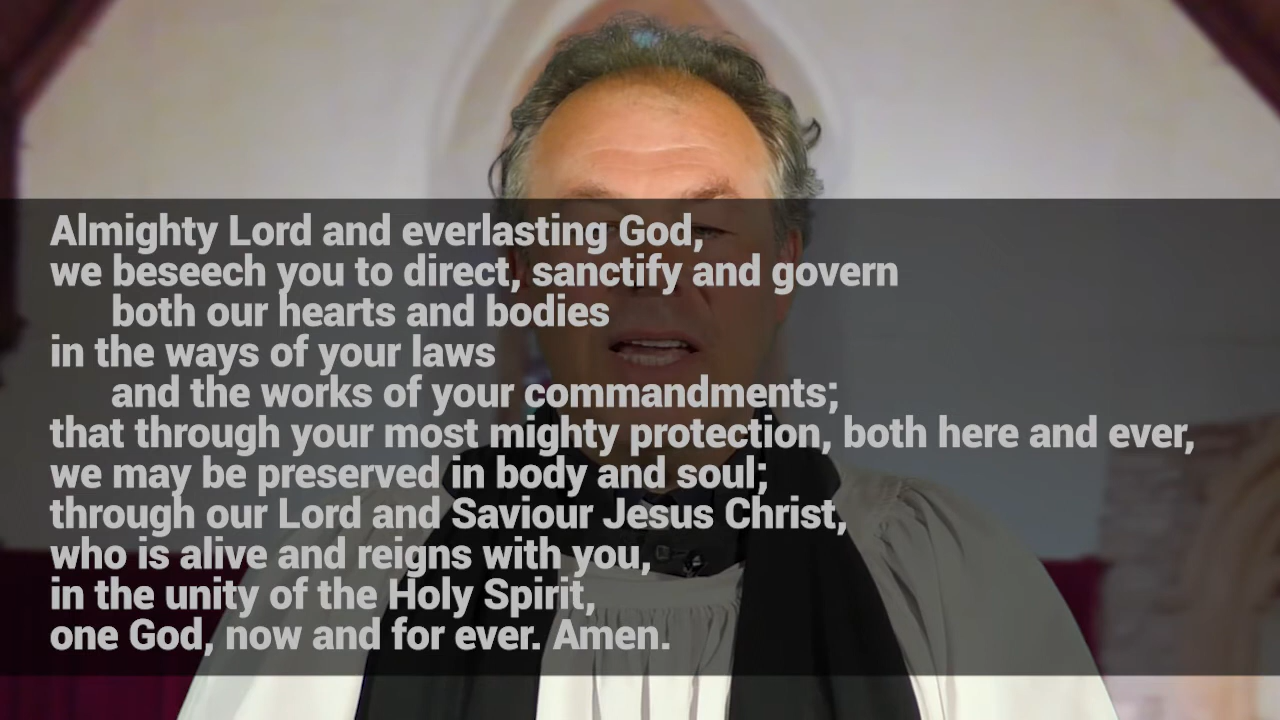 Almighty Lord and everlasting God,
we beseech you to direct, sanctify and govern
both our hearts and bodies
in the ways of your laws
and the works of your commandments;
that through your most mighty protection, both here and ever,
we may be preserved in body and soul;
through our Lord and Saviour Jesus Christ,
who is alive and reigns with you,
in the unity of the Holy Spirit,
one God, now and for ever. Amen.